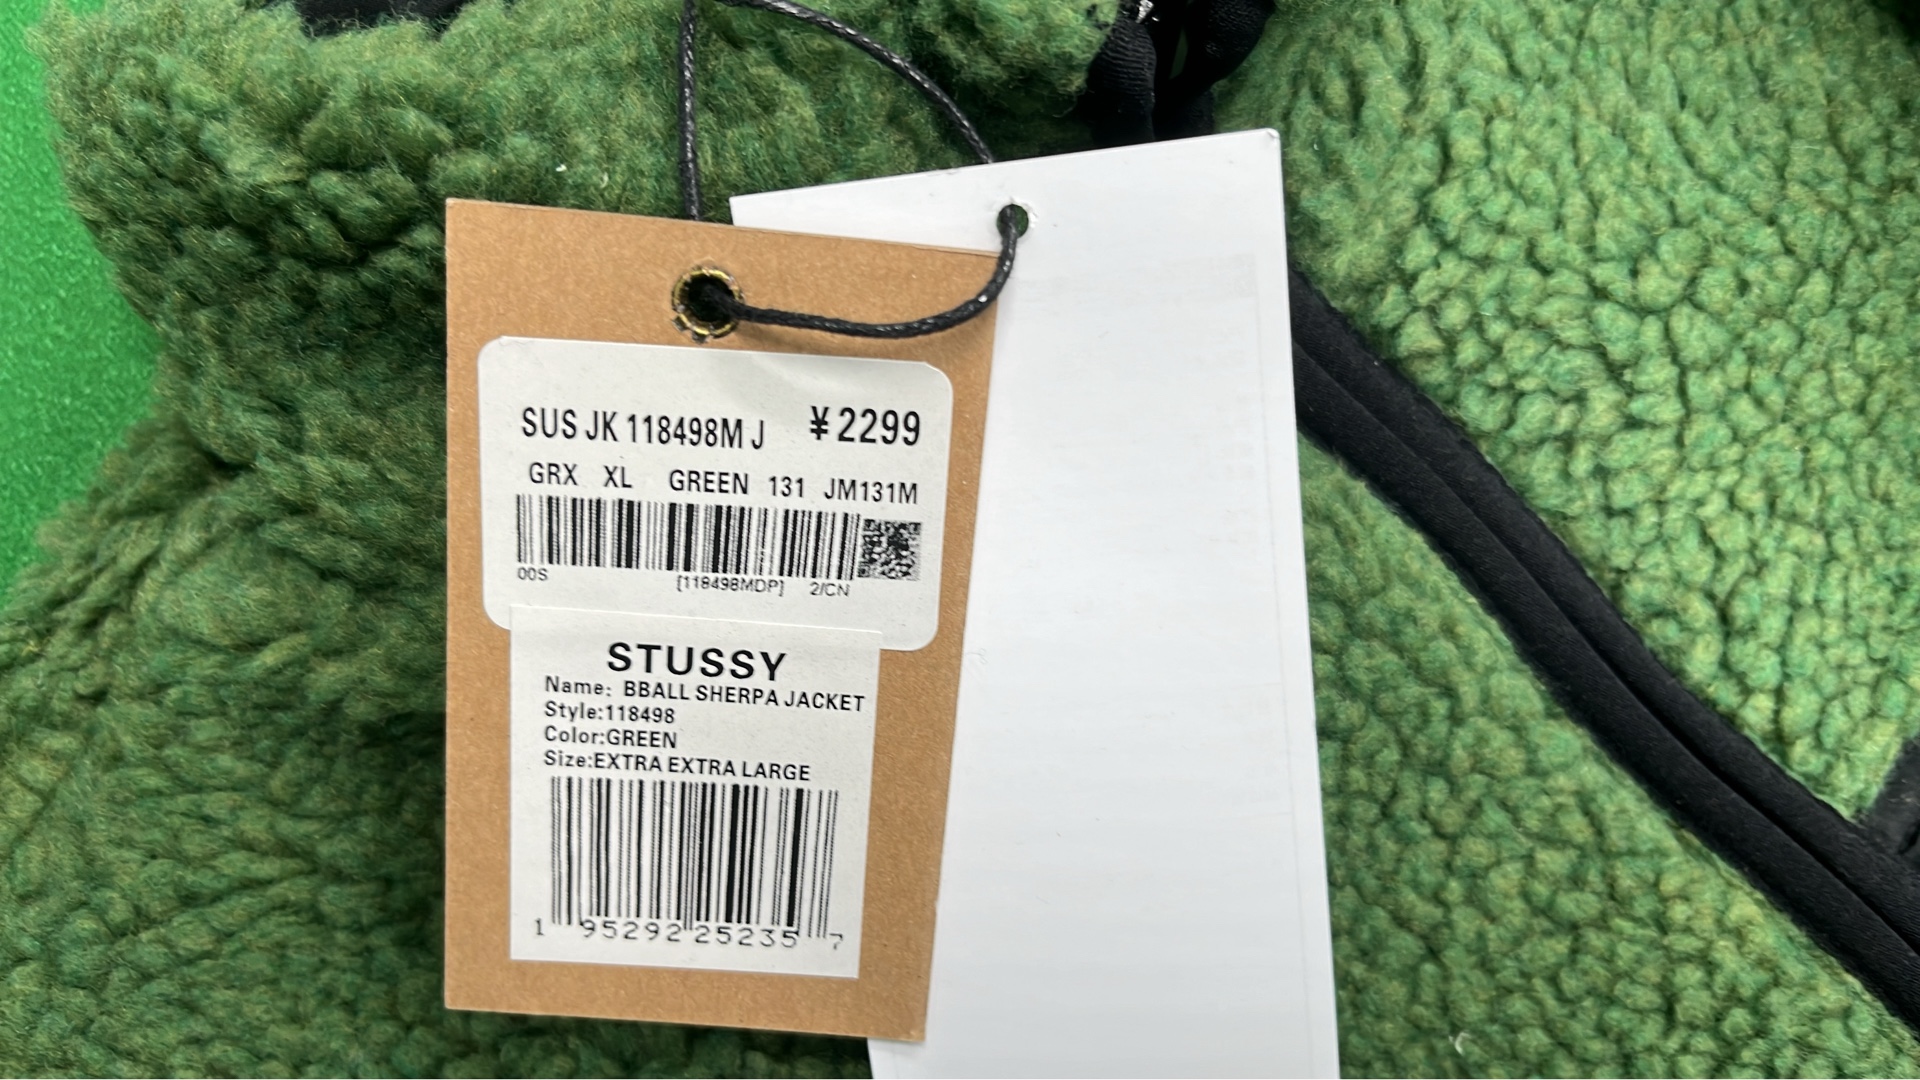 SUS JK 118498M J ¥2299
GRX XL GREEN 131 JM131M
00S [118498MDP] 2/CN
STUSSY
Name: BBALL SHERPA JACKET
Style:118498
Color:GREEN
Size:EXTRA EXTRA LARGE
1 95292 25235 7